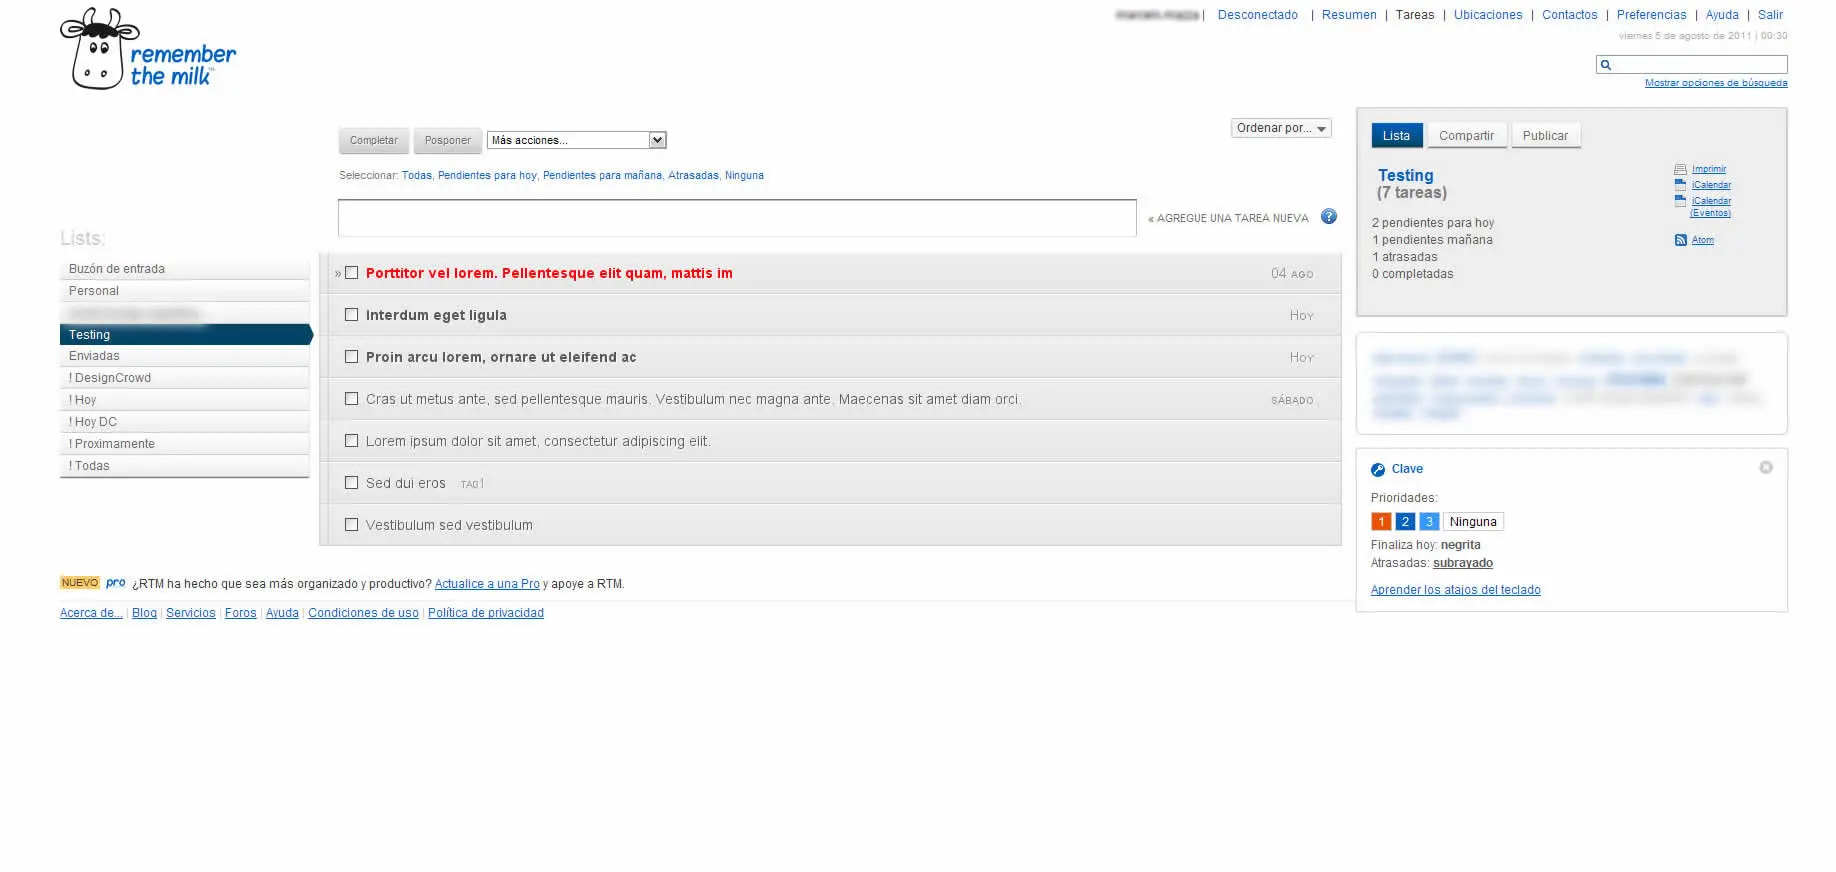 remember
the milk™
Desconectado | Resumen | Tareas | Ubicaciones | Contactos | Preferencias | Ayuda | Salir
viernes 5 de agosto de 2011 | 00:30
Mostrar opciones de búsqueda
Completar Posponer Más acciones...
Ordenar por...
Seleccionar: Todas, Pendientes para hoy, Pendientes para mañana, Atrasadas, Ninguna
« AGREGUE UNA TAREA NUEVA ?
Lists:
Buzón de entrada
Personal
Testing
Enviadas
! DesignCrowd
! Hoy
! Hoy DC
! Proximamente
! Todas
» Porttitor vel lorem. Pellentesque elit quam, mattis im 04 AGO
Interdum eget ligula Hoy
Proin arcu lorem, ornare ut eleifend ac Hoy
Cras ut metus ante, sed pellentesque mauris. Vestibulum nec magna ante. Maecenas sit amet diam orci. SÁBADO
Lorem ipsum dolor sit amet, consectetur adipiscing elit.
Sed dui eros TAG1
Vestibulum sed vestibulum
Lista Compartir Publicar
Testing
(7 tareas)
2 pendientes para hoy
1 pendientes mañana
1 atrasadas
0 completadas
Imprimir
iCalendar
iCalendar
(Eventos)
Atom
Clave
Prioridades:
1 2 3 Ninguna
Finaliza hoy: negrita
Atrasadas: subrayado
Aprender los atajos del teclado
NUEVO pro ¿RTM ha hecho que sea más organizado y productivo? Actualice a una Pro y apoye a RTM.
Acerca de... | Blog | Servicios | Foros | Ayuda | Condiciones de uso | Política de privacidad